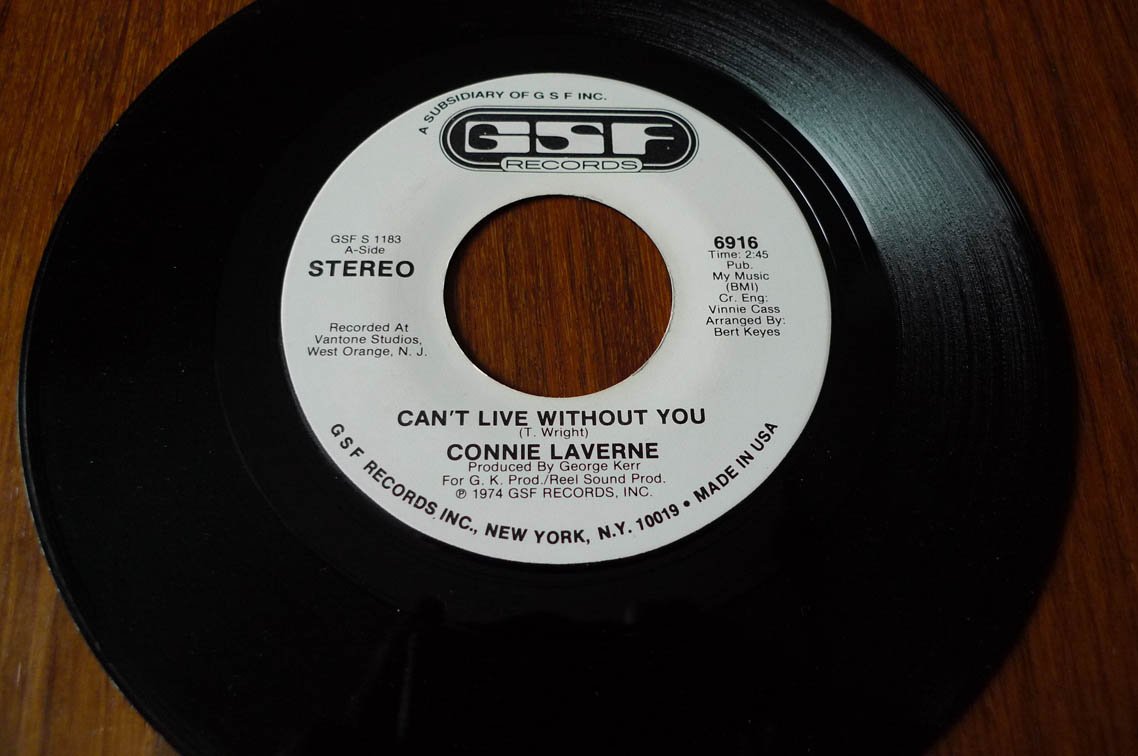 A SUBSIDIARY OF G S F INC.
GSF
RECORDS
GSF S 1183
A-Side
STEREO
Recorded At
Vantone Studios,
West Orange, N. J.
6916
Time: 2:45
Pub.
My Music
(BMI)
Cr. Eng:
Vinnie Cass
Arranged By:
Bert Keyes
CAN'T LIVE WITHOUT YOU
(T. Wright)
CONNIE LAVERNE
Produced By George Kerr
For G. K. Prod./Reel Sound Prod.
℗ 1974 GSF RECORDS, INC.
G S F RECORDS INC., NEW YORK, N.Y. 10019 • MADE IN USA